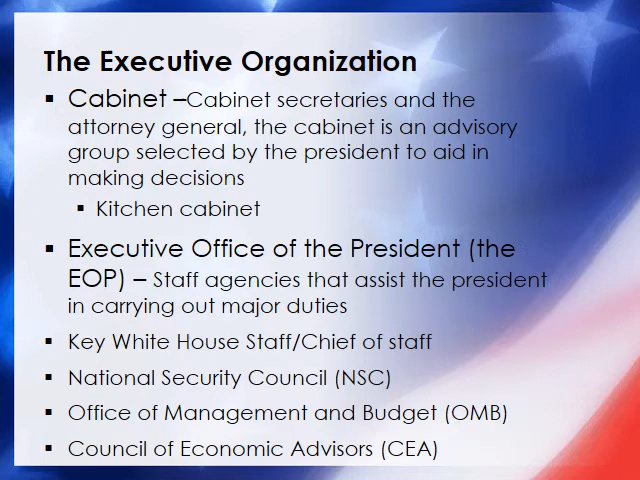 The Executive Organization
▪ Cabinet –Cabinet secretaries and the
attorney general, the cabinet is an advisory
group selected by the president to aid in
making decisions
▪ Kitchen cabinet
▪ Executive Office of the President (the
EOP) – Staff agencies that assist the president
in carrying out major duties
▪ Key White House Staff/Chief of staff
▪ National Security Council (NSC)
▪ Office of Management and Budget (OMB)
▪ Council of Economic Advisors (CEA)